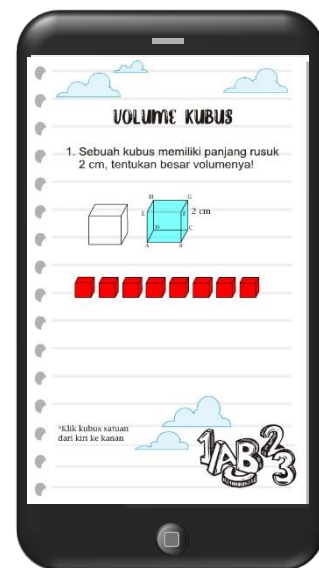 VOLUME KUBUS
1. Sebuah kubus memiliki panjang rusuk
2 cm, tentukan besar volumenya!
H G
E F 2 cm
D C
A B
*Klik kubus satuan
dari kiri ke kanan
1 AB 2 3